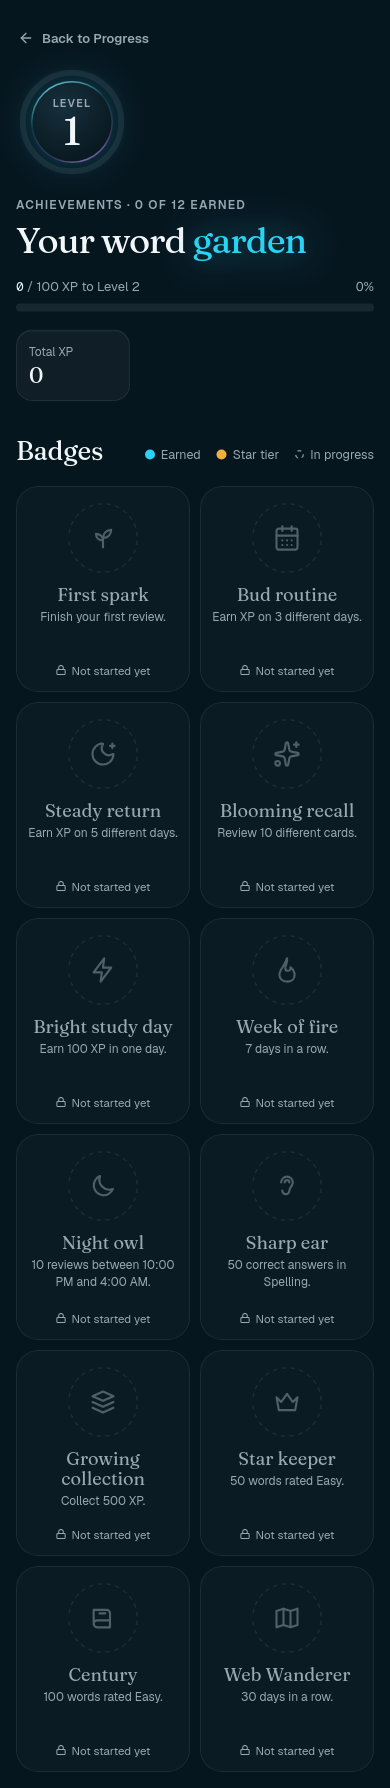 Back to Progress
LEVEL
1
ACHIEVEMENTS · 0 OF 12 EARNED
Your word garden
0 / 100 XP to Level 2
0%
Total XP
0
Badges
Earned
Star tier
In progress
First spark
Finish your first review.
Not started yet
Bud routine
Earn XP on 3 different days.
Not started yet
Steady return
Earn XP on 5 different days.
Not started yet
Blooming recall
Review 10 different cards.
Not started yet
Bright study day
Earn 100 XP in one day.
Not started yet
Week of fire
7 days in a row.
Not started yet
Night owl
10 reviews between 10:00
PM and 4:00 AM.
Not started yet
Sharp ear
50 correct answers in
Spelling.
Not started yet
Growing
collection
Collect 500 XP.
Not started yet
Star keeper
50 words rated Easy.
Not started yet
Century
100 words rated Easy.
Not started yet
Web Wanderer
30 days in a row.
Not started yet